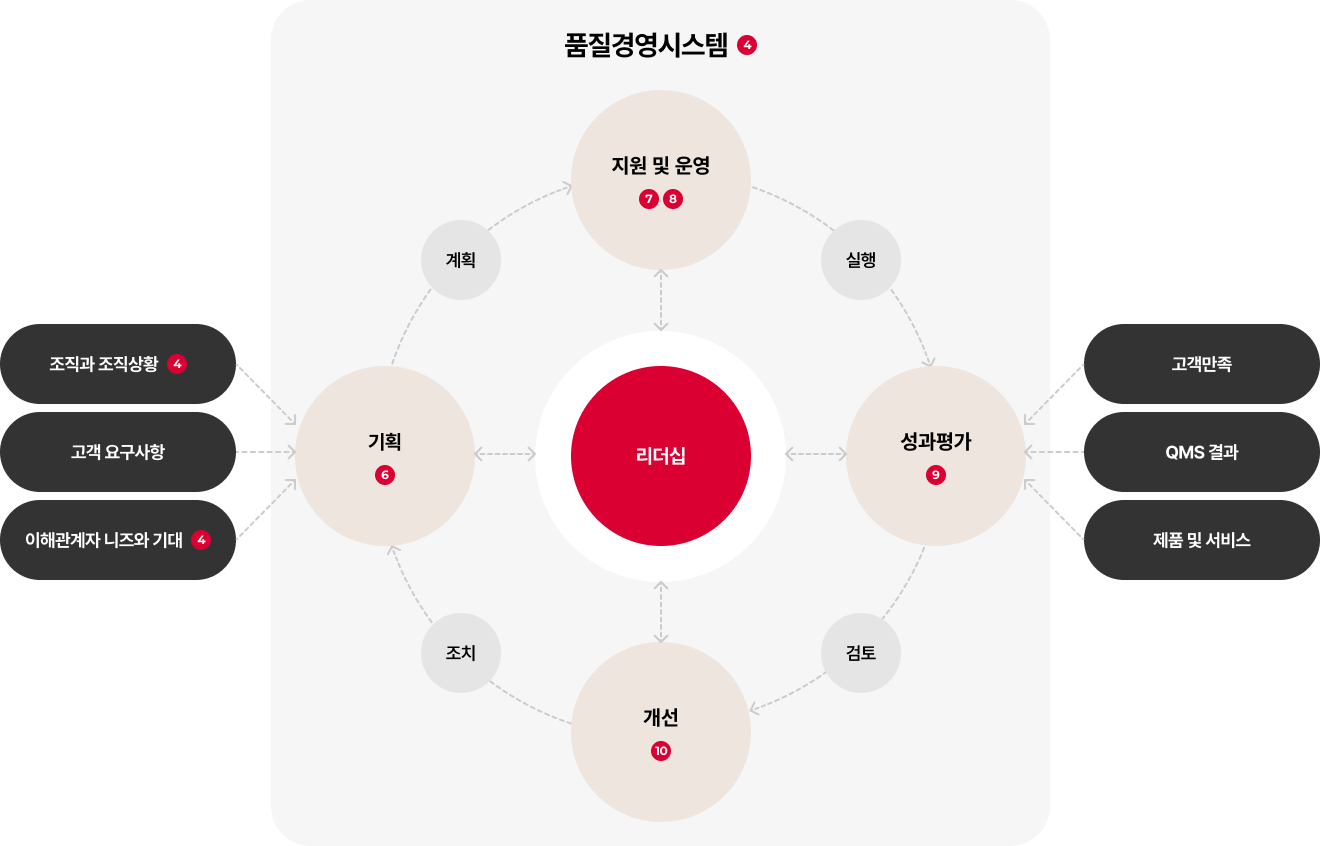 품질경영시스템 4
지원 및 운영
7 8
계획
실행
조직과 조직상황 4
고객 요구사항
이해관계자 니즈와 기대 4
기획
6
리더십
성과평가
9
고객만족
QMS 결과
제품 및 서비스
조치
검토
개선
10